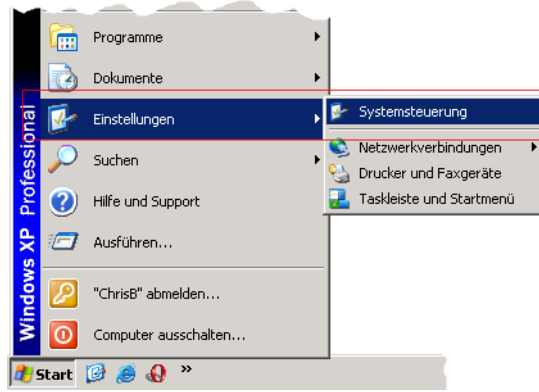 Programme
Dokumente
Einstellungen
Suchen
Hilfe und Support
Ausführen...
"ChrisB" abmelden...
Computer ausschalten...
Systemsteuerung
Netzwerkverbindungen
Drucker und Faxgeräte
Taskleiste und Startmenü
Windows XP Professional
Start
»